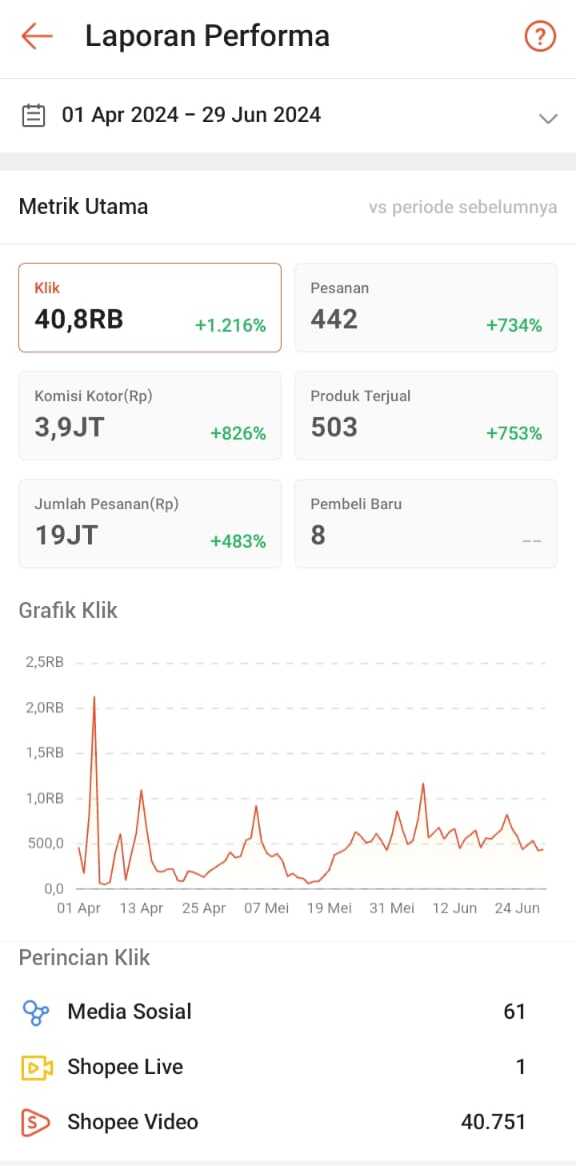 Laporan Performa
?
01 Apr 2024 – 29 Jun 2024
Metrik Utama
vs periode sebelumnya
Klik
40,8RB
+1.216%
Pesanan
442
+734%
Komisi Kotor(Rp)
3,9JT
+826%
Produk Terjual
503
+753%
Jumlah Pesanan(Rp)
19JT
+483%
Pembeli Baru
8
--
Grafik Klik
2,5RB
2,0RB
1,5RB
1,0RB
500,0
0,0
01 Apr 13 Apr 25 Apr 07 Mei 19 Mei 31 Mei 12 Jun 24 Jun
Perincian Klik
Media Sosial 61
Shopee Live 1
S Shopee Video 40.751